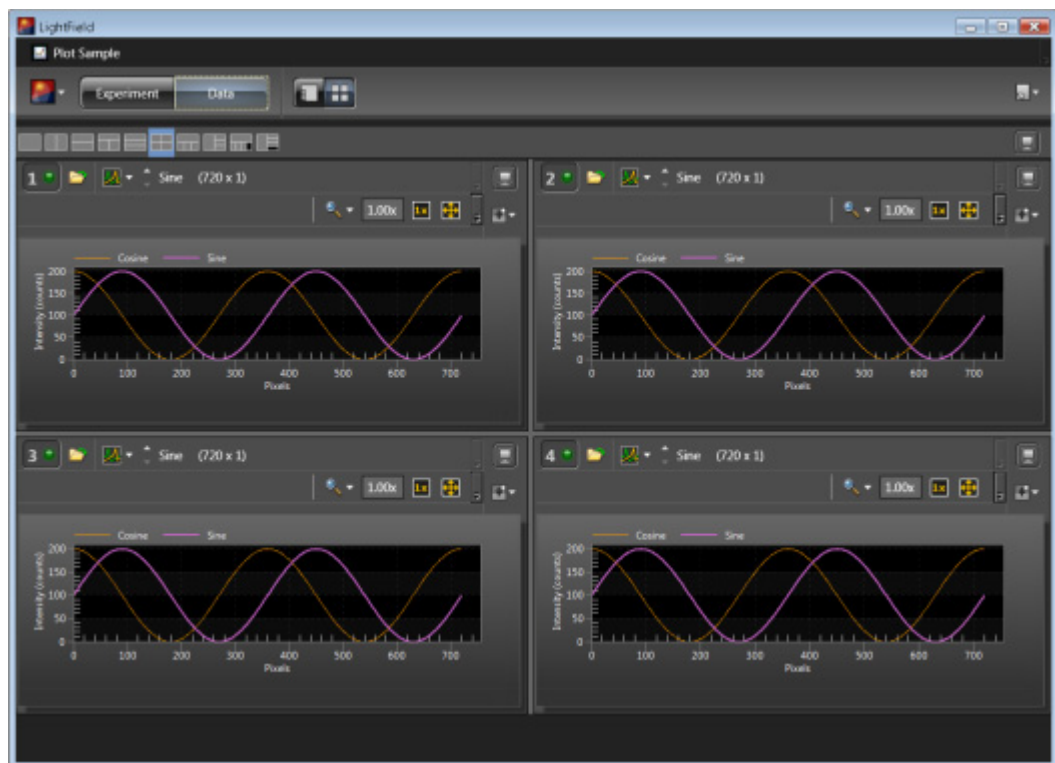 LightField
Plot Sample
Experiment Data
1 Sine (720 x 1)
1.00x 1x
Cosine Sine
Intensity (counts)
200
150
100
50
0
0 100 200 300 400 500 600 700
Pixels
2 Sine (720 x 1)
1.00x 1x
Cosine Sine
Intensity (counts)
200
150
100
50
0
0 100 200 300 400 500 600 700
Pixels
3 Sine (720 x 1)
1.00x 1x
Cosine Sine
Intensity (counts)
200
150
100
50
0
0 100 200 300 400 500 600 700
Pixels
4 Sine (720 x 1)
1.00x 1x
Cosine Sine
Intensity (counts)
200
150
100
50
0
0 100 200 300 400 500 600 700
Pixels